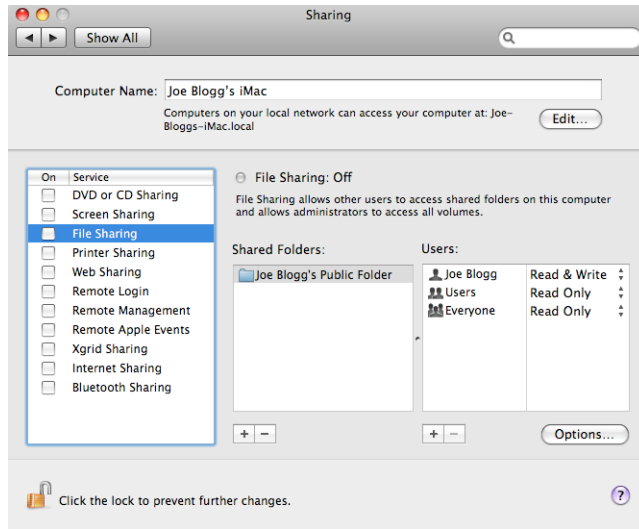 Sharing
Show All
Computer Name: Joe Blogg's iMac
Computers on your local network can access your computer at: Joe-
Bloggs-iMac.local
Edit...
On Service
DVD or CD Sharing
Screen Sharing
File Sharing
Printer Sharing
Web Sharing
Remote Login
Remote Management
Remote Apple Events
Xgrid Sharing
Internet Sharing
Bluetooth Sharing
File Sharing: Off
File Sharing allows other users to access shared folders on this computer
and allows administrators to access all volumes.
Shared Folders:
Joe Blogg's Public Folder
+ −
Users:
Joe Blogg Read & Write
Users Read Only
Everyone Read Only
+ −
Options...
Click the lock to prevent further changes.
?